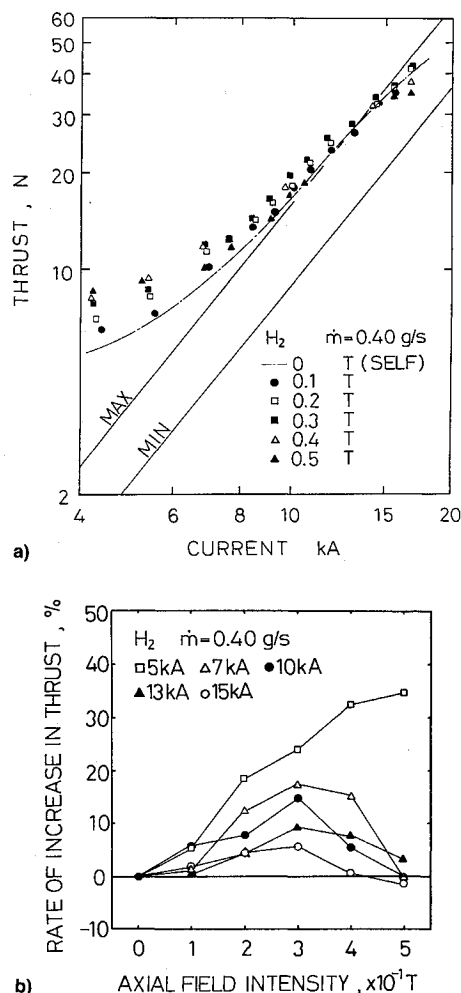 a)
60
50
40
30
20
10
2
THRUST , N
MAX
MIN
H₂ ṁ=0.40 g/s
—·— 0 T (SELF)
● 0.1 T
□ 0.2 T
■ 0.3 T
△ 0.4 T
▲ 0.5 T
4 6 8 10 15 20
CURRENT kA
b)
RATE OF INCREASE IN THRUST , %
50
40
30
20
10
0
-10
H₂ ṁ=0.40 g/s
□5kA △7kA ●10kA
▲13kA ○15kA
0 1 2 3 4 5
AXIAL FIELD INTENSITY ,x10⁻¹T